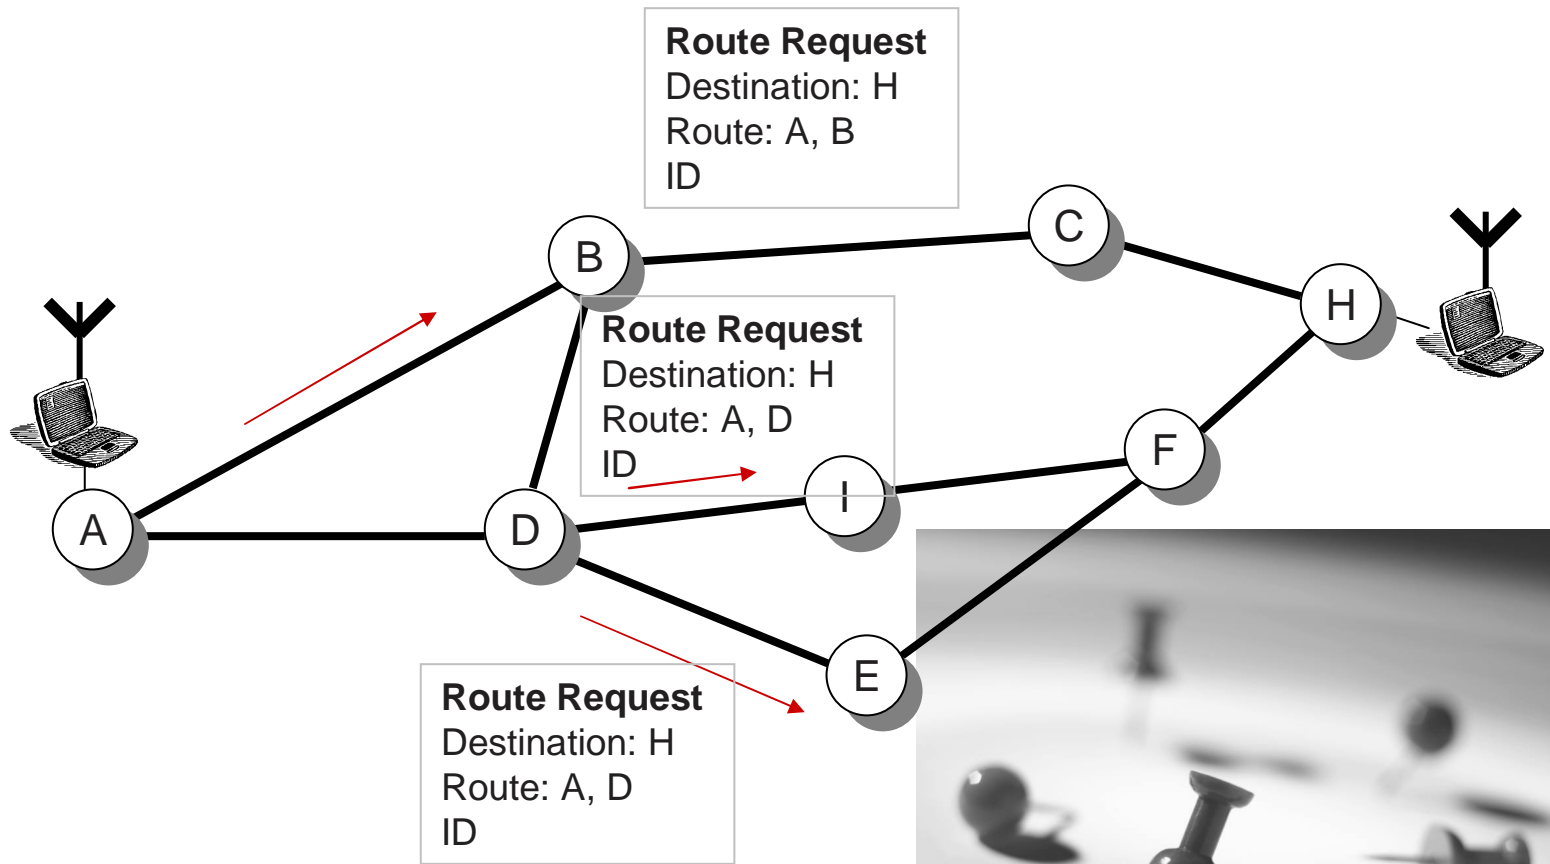 Route Request
Destination: H
Route: A, B
ID
C
B
H
Route Request
Destination: H
Route: A, D
ID
F
I
A
D
E
Route Request
Destination: H
Route: A, D
ID